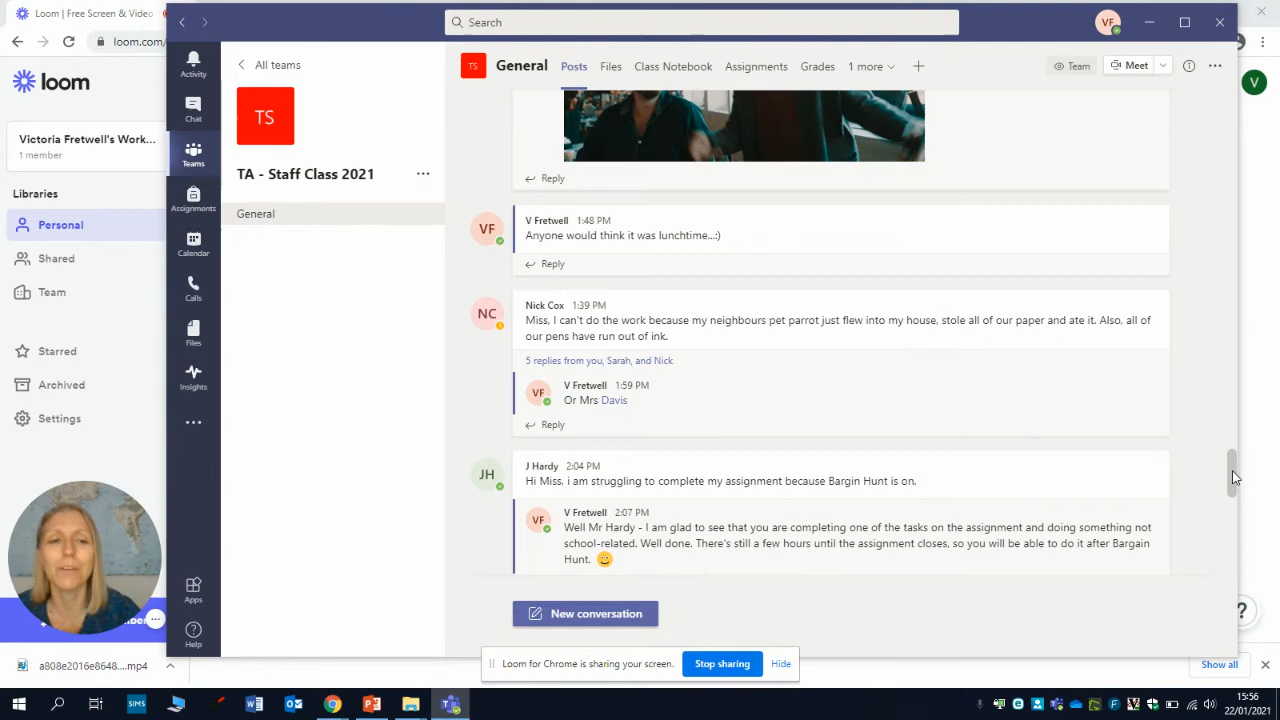 Loom | Free Screen & Video
loom.com/
loom
Victoria Fretwell's Work...
1 member
Libraries
Personal
Shared
Team
Starred
Archived
Settings
a808e2016e8648....mp4
Search
VF
Activity
Chat
Teams
Assignments
Calendar
Calls
Files
Insights
Apps
Help
All teams
TS
TA - Staff Class 2021
General
TS
General
Posts
Files
Class Notebook
Assignments
Grades
1 more
Team
Meet
V
Reply
VF
V Fretwell 1:48 PM
Anyone would think it was lunchtime...:)
Reply
NC
Nick Cox 1:39 PM
Miss, I can't do the work because my neighbours pet parrot just flew into my house, stole all of our paper and ate it. Also, all of
our pens have run out of ink.
5 replies from you, Sarah, and Nick
VF
V Fretwell 1:59 PM
Or Mrs Davis
Reply
JH
J Hardy 2:04 PM
Hi Miss, i am struggling to complete my assignment because Bargin Hunt is on.
VF
V Fretwell 2:07 PM
Well Mr Hardy - I am glad to see that you are completing one of the tasks on the assignment and doing something not
school-related. Well done. There's still a few hours until the assignment closes, so you will be able to do it after Bargain
Hunt.
New conversation
Loom for Chrome is sharing your screen.
Stop sharing
Hide
Show all
SIMS
15:56
22/01/2021